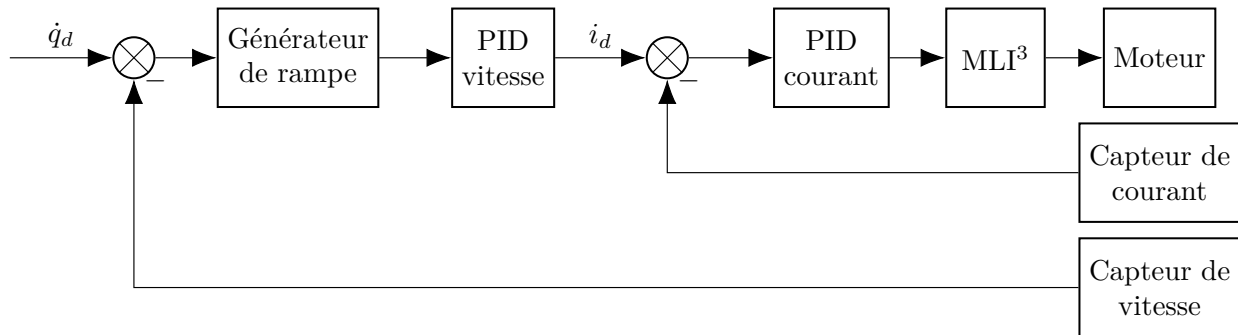 q̇_d
Générateur
de rampe
PID
vitesse
i_d
PID
courant
MLI³
Moteur
−
−
Capteur de
courant
Capteur de
vitesse